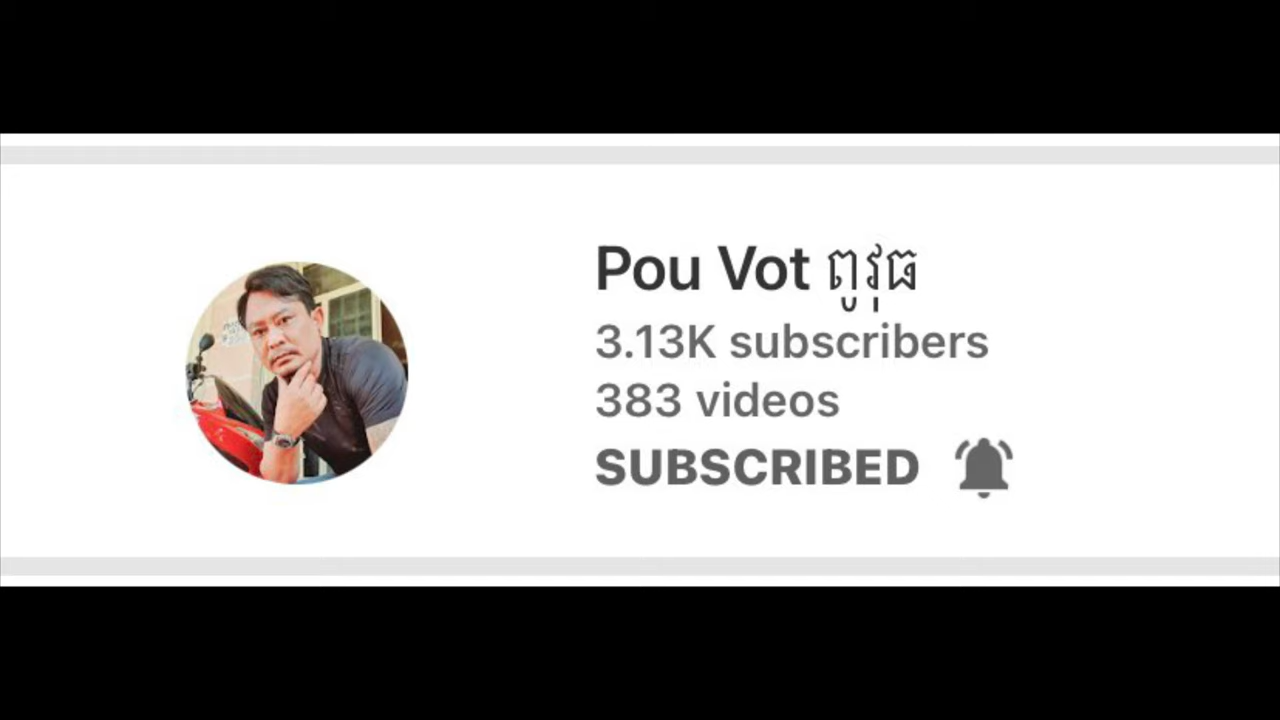 Pou Vot ពូវុធ
3.13K subscribers
383 videos
SUBSCRIBED